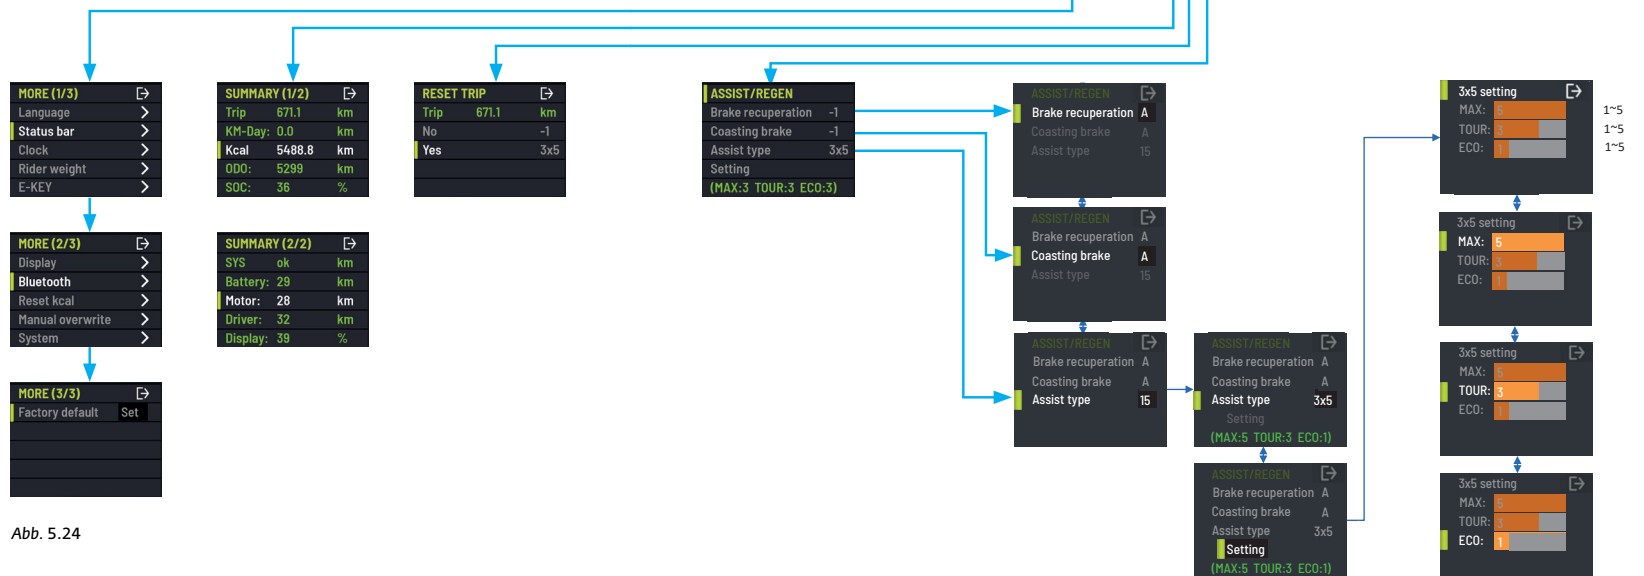 MORE (1/3)
Language
Status bar
Clock
Rider weight
E-KEY
MORE (2/3)
Display
Bluetooth
Reset kcal
Manual overwrite
System
MORE (3/3)
Factory default Set
Abb. 5.24
SUMMARY (1/2)
Trip 671.1 km
KM-Day: 0.0 km
Kcal 5488.8 km
ODO: 5299 km
SOC: 36 %
SUMMARY (2/2)
SYS ok km
Battery: 29 km
Motor: 28 km
Driver: 32 km
Display: 39 %
RESET TRIP
Trip 671.1 km
No -1
Yes 3x5
ASSIST/REGEN
Brake recuperation -1
Coasting brake -1
Assist type 3x5
Setting
(MAX:3 TOUR:3 ECO:3)
ASSIST/REGEN
Brake recuperation A
Coasting brake A
Assist type 15
ASSIST/REGEN
Brake recuperation A
Coasting brake A
Assist type 15
ASSIST/REGEN
Brake recuperation A
Coasting brake A
Assist type 15
ASSIST/REGEN
Brake recuperation A
Coasting brake A
Assist type 3x5
Setting
(MAX:5 TOUR:3 ECO:1)
ASSIST/REGEN
Brake recuperation A
Coasting brake A
Assist type 3x5
Setting
(MAX:5 TOUR:3 ECO:1)
3x5 setting
MAX: 5 1~5
TOUR: 3 1~5
ECO: 1 1~5
3x5 setting
MAX: 5
TOUR: 3
ECO: 1
3x5 setting
MAX: 5
TOUR: 3
ECO: 1
3x5 setting
MAX: 5
TOUR: 3
ECO: 1